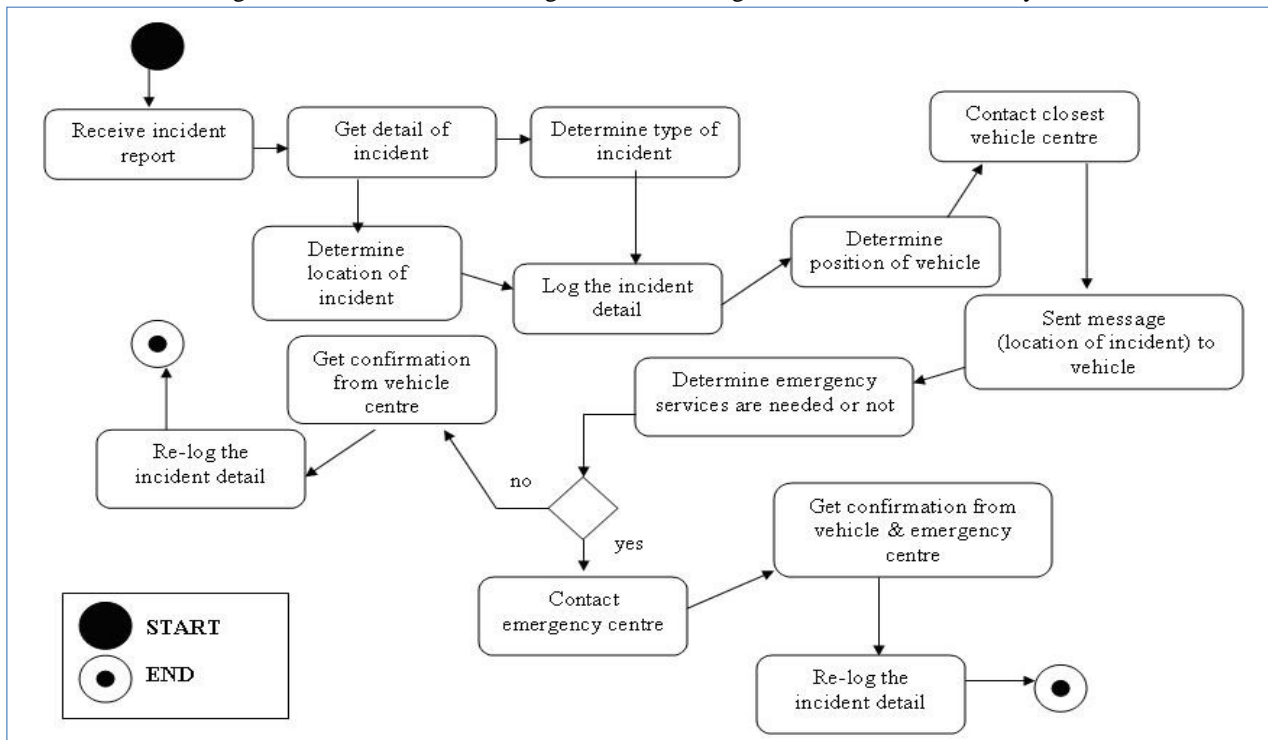 Receive incident
report
Get detail of
incident
Determine type of
incident
Contact closest
vehicle centre
Determine
location of
incident
Log the incident
detail
Determine
position of vehicle
Sent message
(location of incident) to
vehicle
Get confirmation
from vehicle
centre
Determine emergency
services are needed or not
Re-log the
incident detail
no
yes
Get confirmation from
vehicle & emergency
centre
Contact
emergency centre
Re-log the
incident detail
START
END